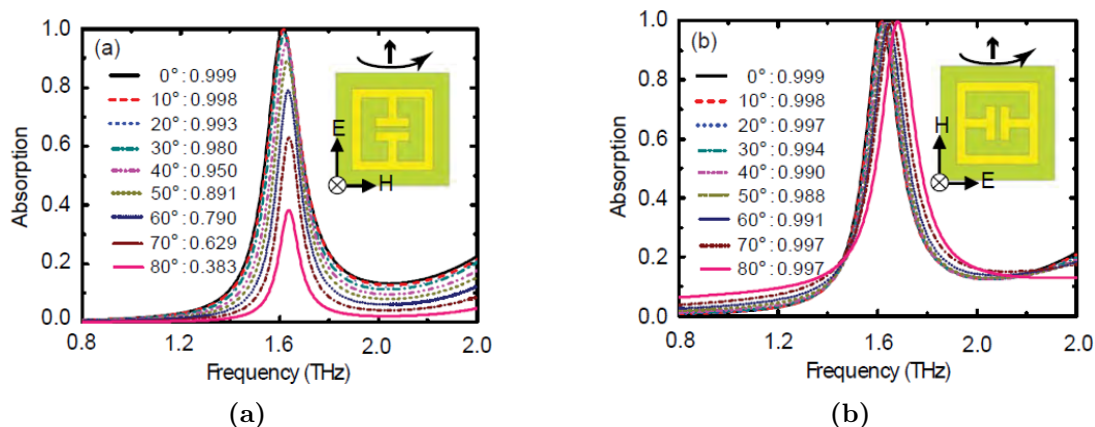 (a)
1.0
0.8
0.6
0.4
0.2
0.0
Absorption
0° : 0.999
10° : 0.998
20° : 0.993
30° : 0.980
40° : 0.950
50° : 0.891
60° : 0.790
70° : 0.629
80° : 0.383
E
H
0.8 1.2 1.6 2.0 2.0
Frequency (THz)
(a)
(b)
1.0
0.8
0.6
0.4
0.2
0.0
Absorption
0° : 0.999
10° : 0.998
20° : 0.997
30° : 0.994
40° : 0.990
50° : 0.988
60° : 0.991
70° : 0.997
80° : 0.997
H
E
0.8 1.2 1.6 2.0 2.0
Frequency (THz)
(b)